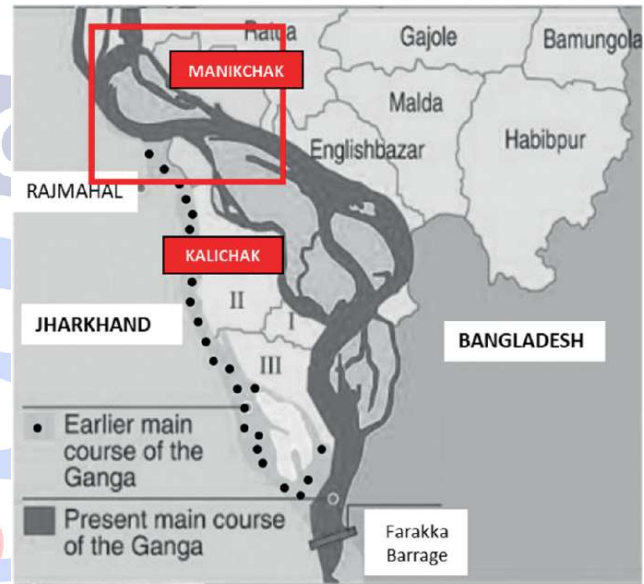 Ratua
Gajole
Bamungola
MANIKCHAK
Malda
Habibpur
Englishbazar
RAJMAHAL
KALICHAK
II
I
JHARKHAND
BANGLADESH
III
Earlier main
course of the
Ganga
Present main course
of the Ganga
Farakka
Barrage